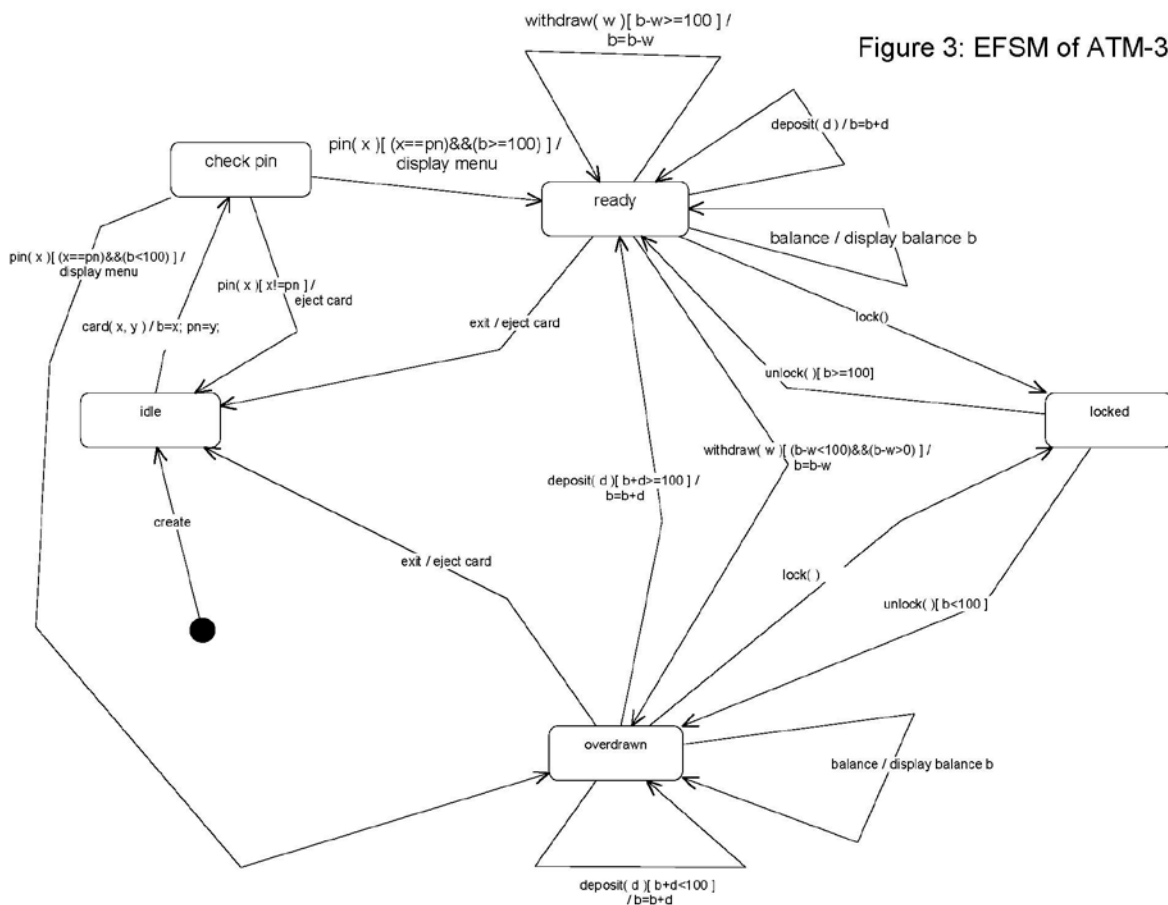 Figure 3: EFSM of ATM-3
withdraw( w )[ b-w>=100 ] /
b=b-w
deposit( d ) / b=b+d
pin( x )[ (x==pn)&&(b>=100) ] /
display menu
check pin
ready
balance / display balance b
pin( x )[ (x==pn)&&(b<100) ] /
display menu
pin( x )[ x!=pn ] /
eject card
card( x, y ) / b=x; pn=y;
exit / eject card
lock()
unlock( )[ b>=100]
idle
locked
withdraw( w )[ (b-w<100)&&(b-w>0) ] /
b=b-w
deposit( d )[ b+d>=100 ] /
b=b+d
create
exit / eject card
lock( )
unlock( )[ b<100 ]
overdrawn
balance / display balance b
deposit( d )[ b+d<100 ]
/ b=b+d